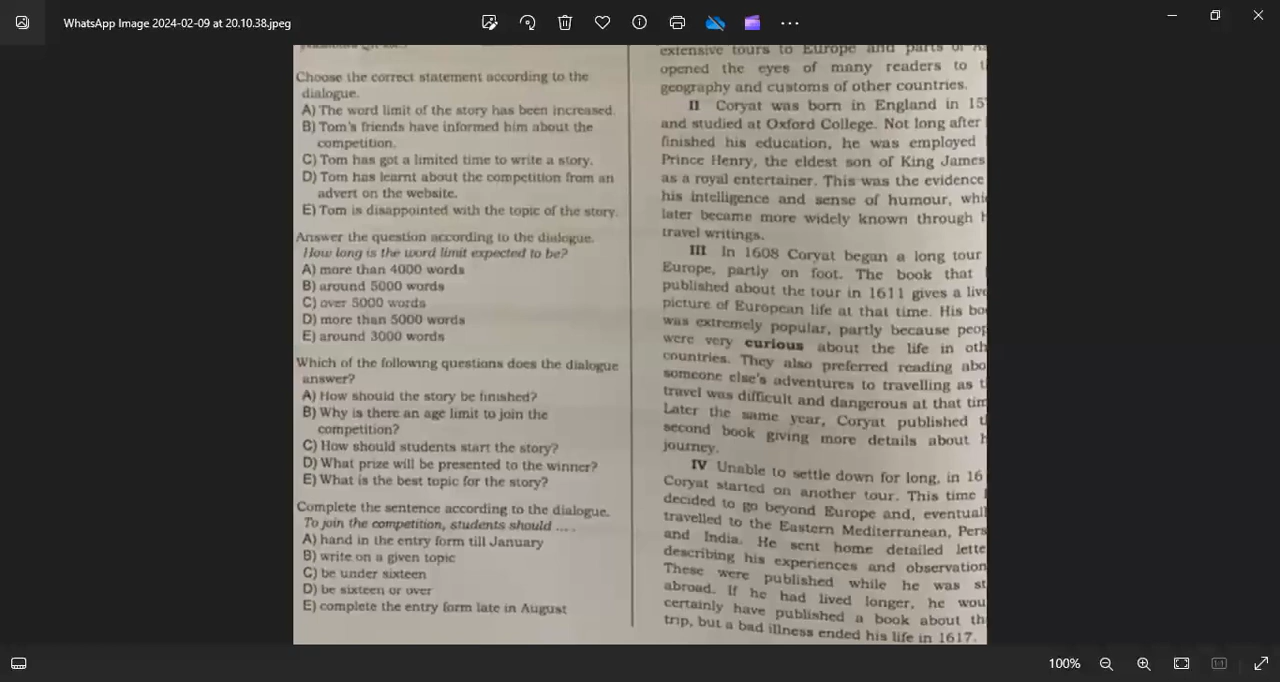 WhatsApp Image 2024-02-09 at 20.10.38.jpeg
Choose the correct statement according to the
dialogue.
A) The word limit of the story has been increased.
B) Tom's friends have informed him about the
competition.
C) Tom has got a limited time to write a story.
D) Tom has learnt about the competition from an
advert on the website.
E) Tom is disappointed with the topic of the story.
Answer the question according to the dialogue.
How long is the word limit expected to be?
A) more than 4000 words
B) around 5000 words
C) over 5000 words
D) more than 5000 words
E) around 3000 words
Which of the following questions does the dialogue
answer?
A) How should the story be finished?
B) Why is there an age limit to join the
competition?
C) How should students start the story?
D) What prize will be presented to the winner?
E) What is the best topic for the story?
Complete the sentence according to the dialogue.
To join the competition, students should ... .
A) hand in the entry form till January
B) write on a given topic
C) be under sixteen
D) be sixteen or over
E) complete the entry form late in August
extensive tours to Europe and parts of
opened the eyes of many readers to
geography and customs of other countries.
II Coryat was born in England in 15
and studied at Oxford College. Not long after
finished his education, he was employed
Prince Henry, the eldest son of King James
as a royal entertainer. This was the evidence
his intelligence and sense of humour, whi
later became more widely known through
travel writings.
III In 1608 Coryat began a long tour
Europe, partly on foot. The book that
published about the tour in 1611 gives a live
picture of European life at that time. His bo
was extremely popular, partly because peop
were very curious about the life in oth
countries. They also preferred reading abo
someone else's adventures to travelling as t
travel was difficult and dangerous at that tim
Later the same year, Coryat published t
second book giving more details about h
journey.
IV Unable to settle down for long, in 16
Coryat started on another tour. This time
decided to go beyond Europe and, eventuall
travelled to the Eastern Mediterranean, Pers
and India. He sent home detailed lette
describing his experiences and observation
These were published while he was st
abroad. If he had lived longer, he wou
certainly have published a book about th
trip, but a bad illness ended his life in 1617.
100%